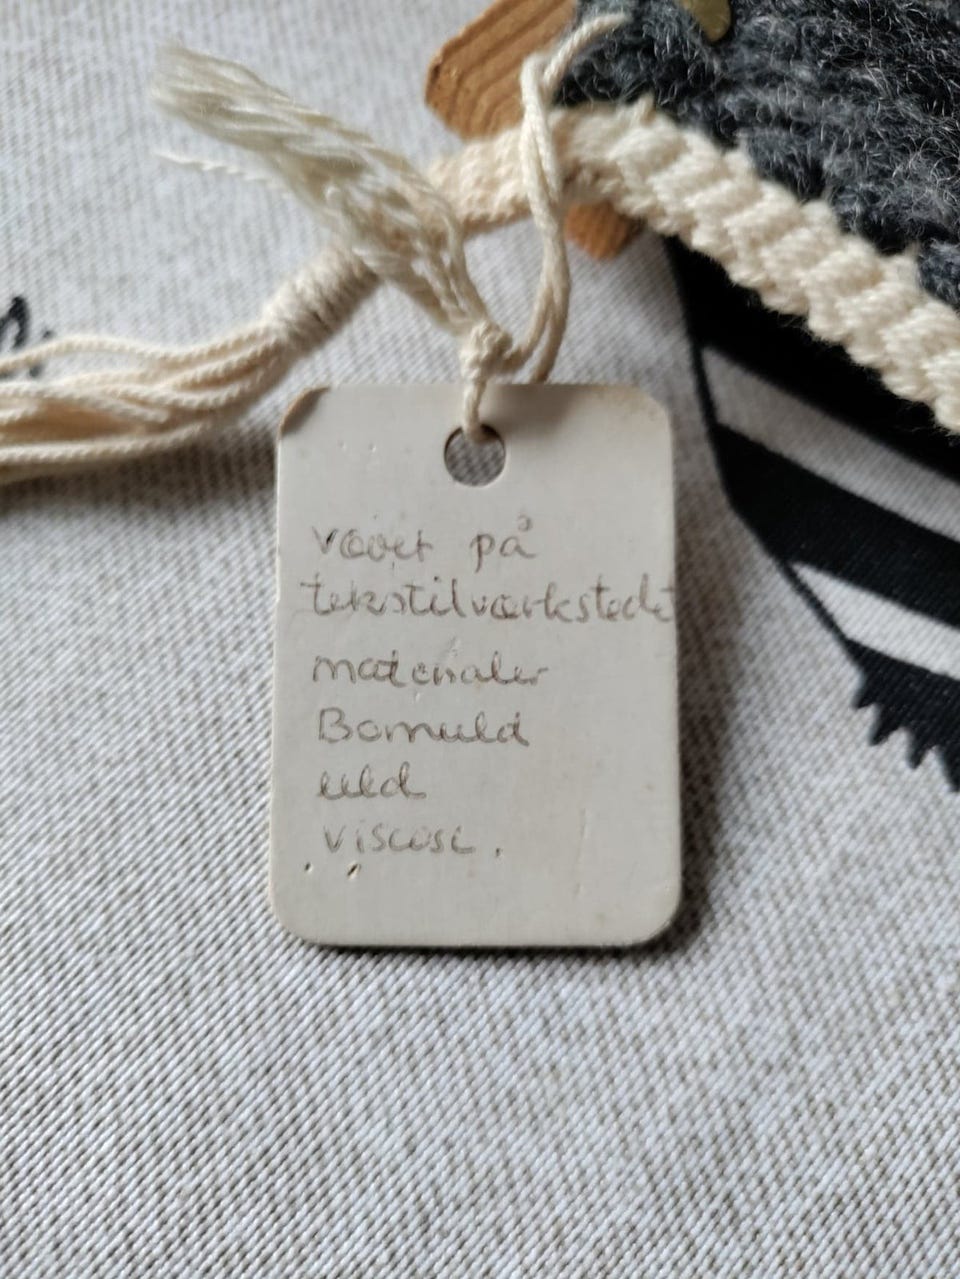 vævet på
tekstilværkstedet
materialer
Bomuld
uld
viscose.